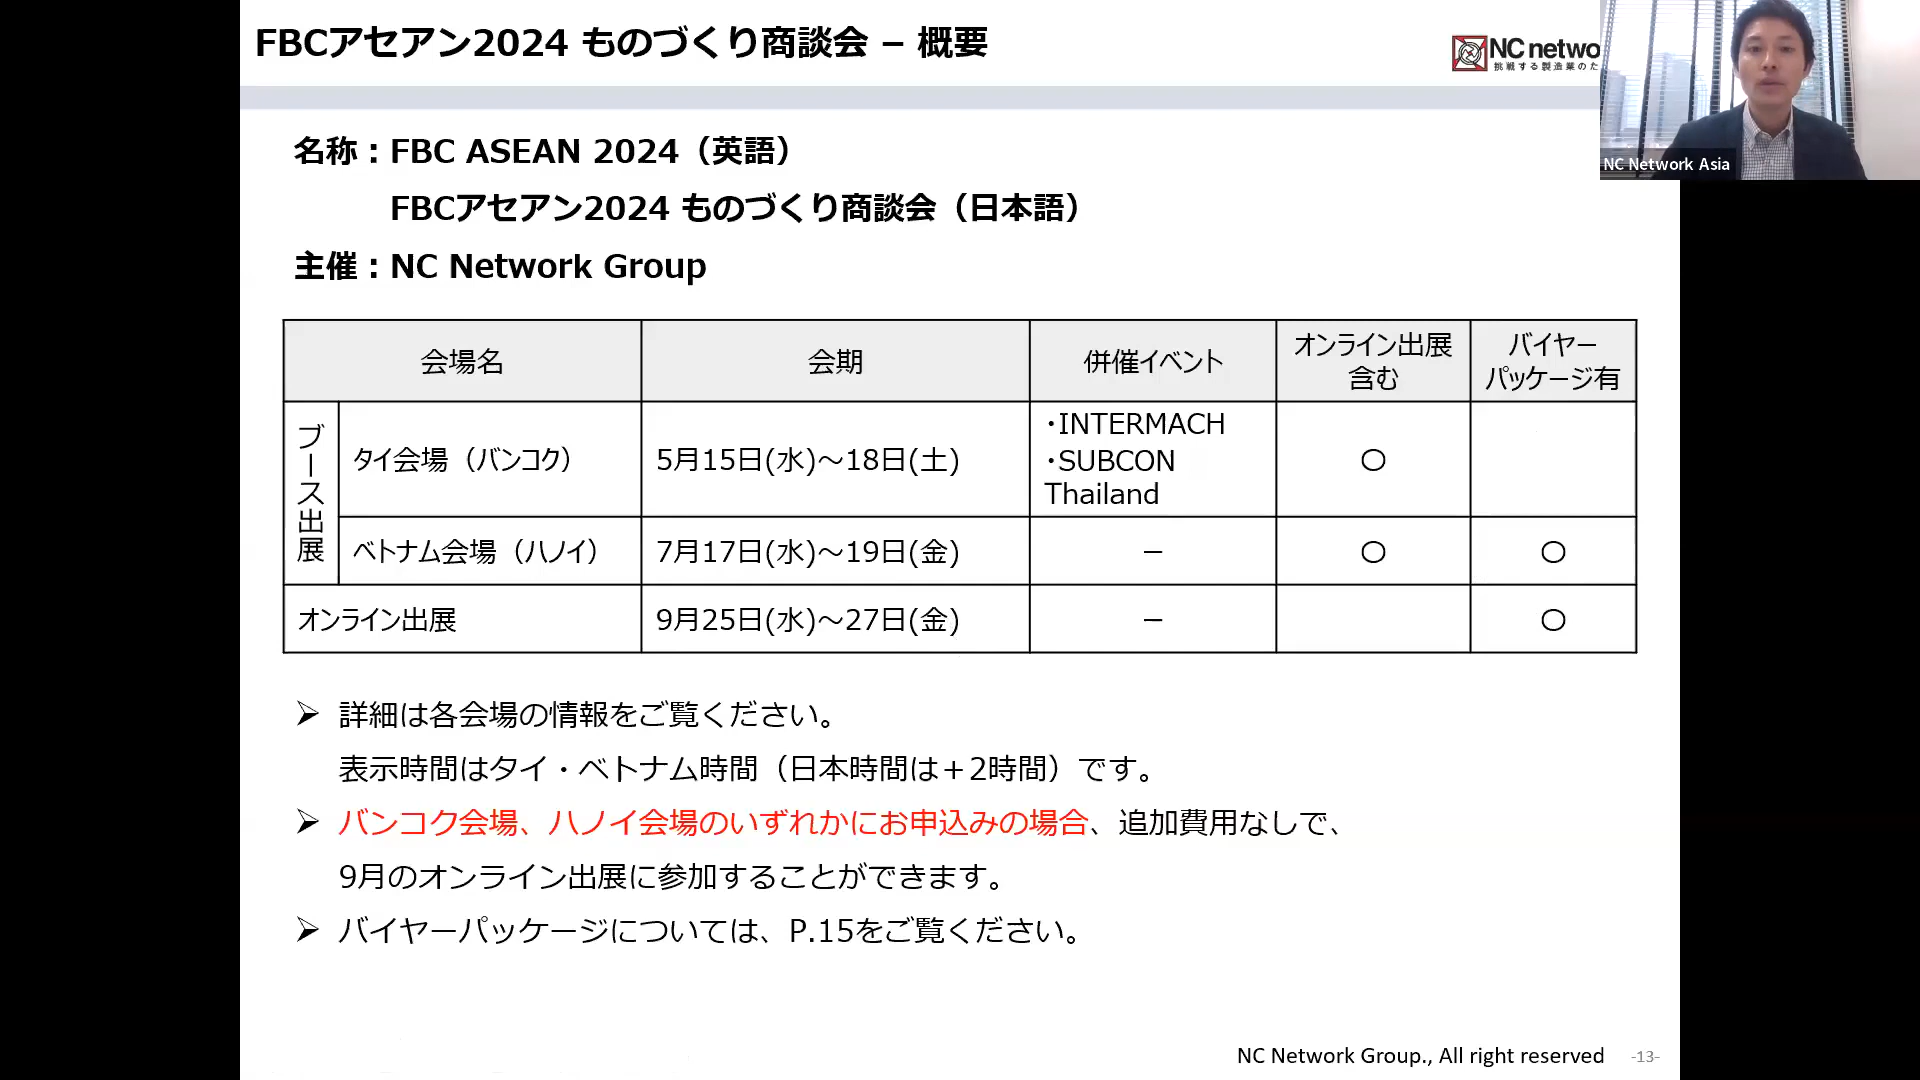 FBCアセアン2024 ものづくり商談会 – 概要
NC netwo
挑戦する製造業のた
NC Network Asia
名称：FBC ASEAN 2024（英語）
FBCアセアン2024 ものづくり商談会（日本語）
主催：NC Network Group
会場名
会期
併催イベント
オンライン出展
含む
バイヤー
パッケージ有
ブース出展
タイ会場（バンコク）
5月15日(水)～18日(土)
・INTERMACH
・SUBCON
Thailand
〇
ベトナム会場（ハノイ）
7月17日(水)～19日(金)
－
〇
〇
オンライン出展
9月25日(水)～27日(金)
－
〇
➢ 詳細は各会場の情報をご覧ください。
表示時間はタイ・ベトナム時間（日本時間は＋2時間）です。
➢ バンコク会場、ハノイ会場のいずれかにお申込みの場合、追加費用なしで、
9月のオンライン出展に参加することができます。
➢ バイヤーパッケージについては、P.15をご覧ください。
NC Network Group., All right reserved
-13-